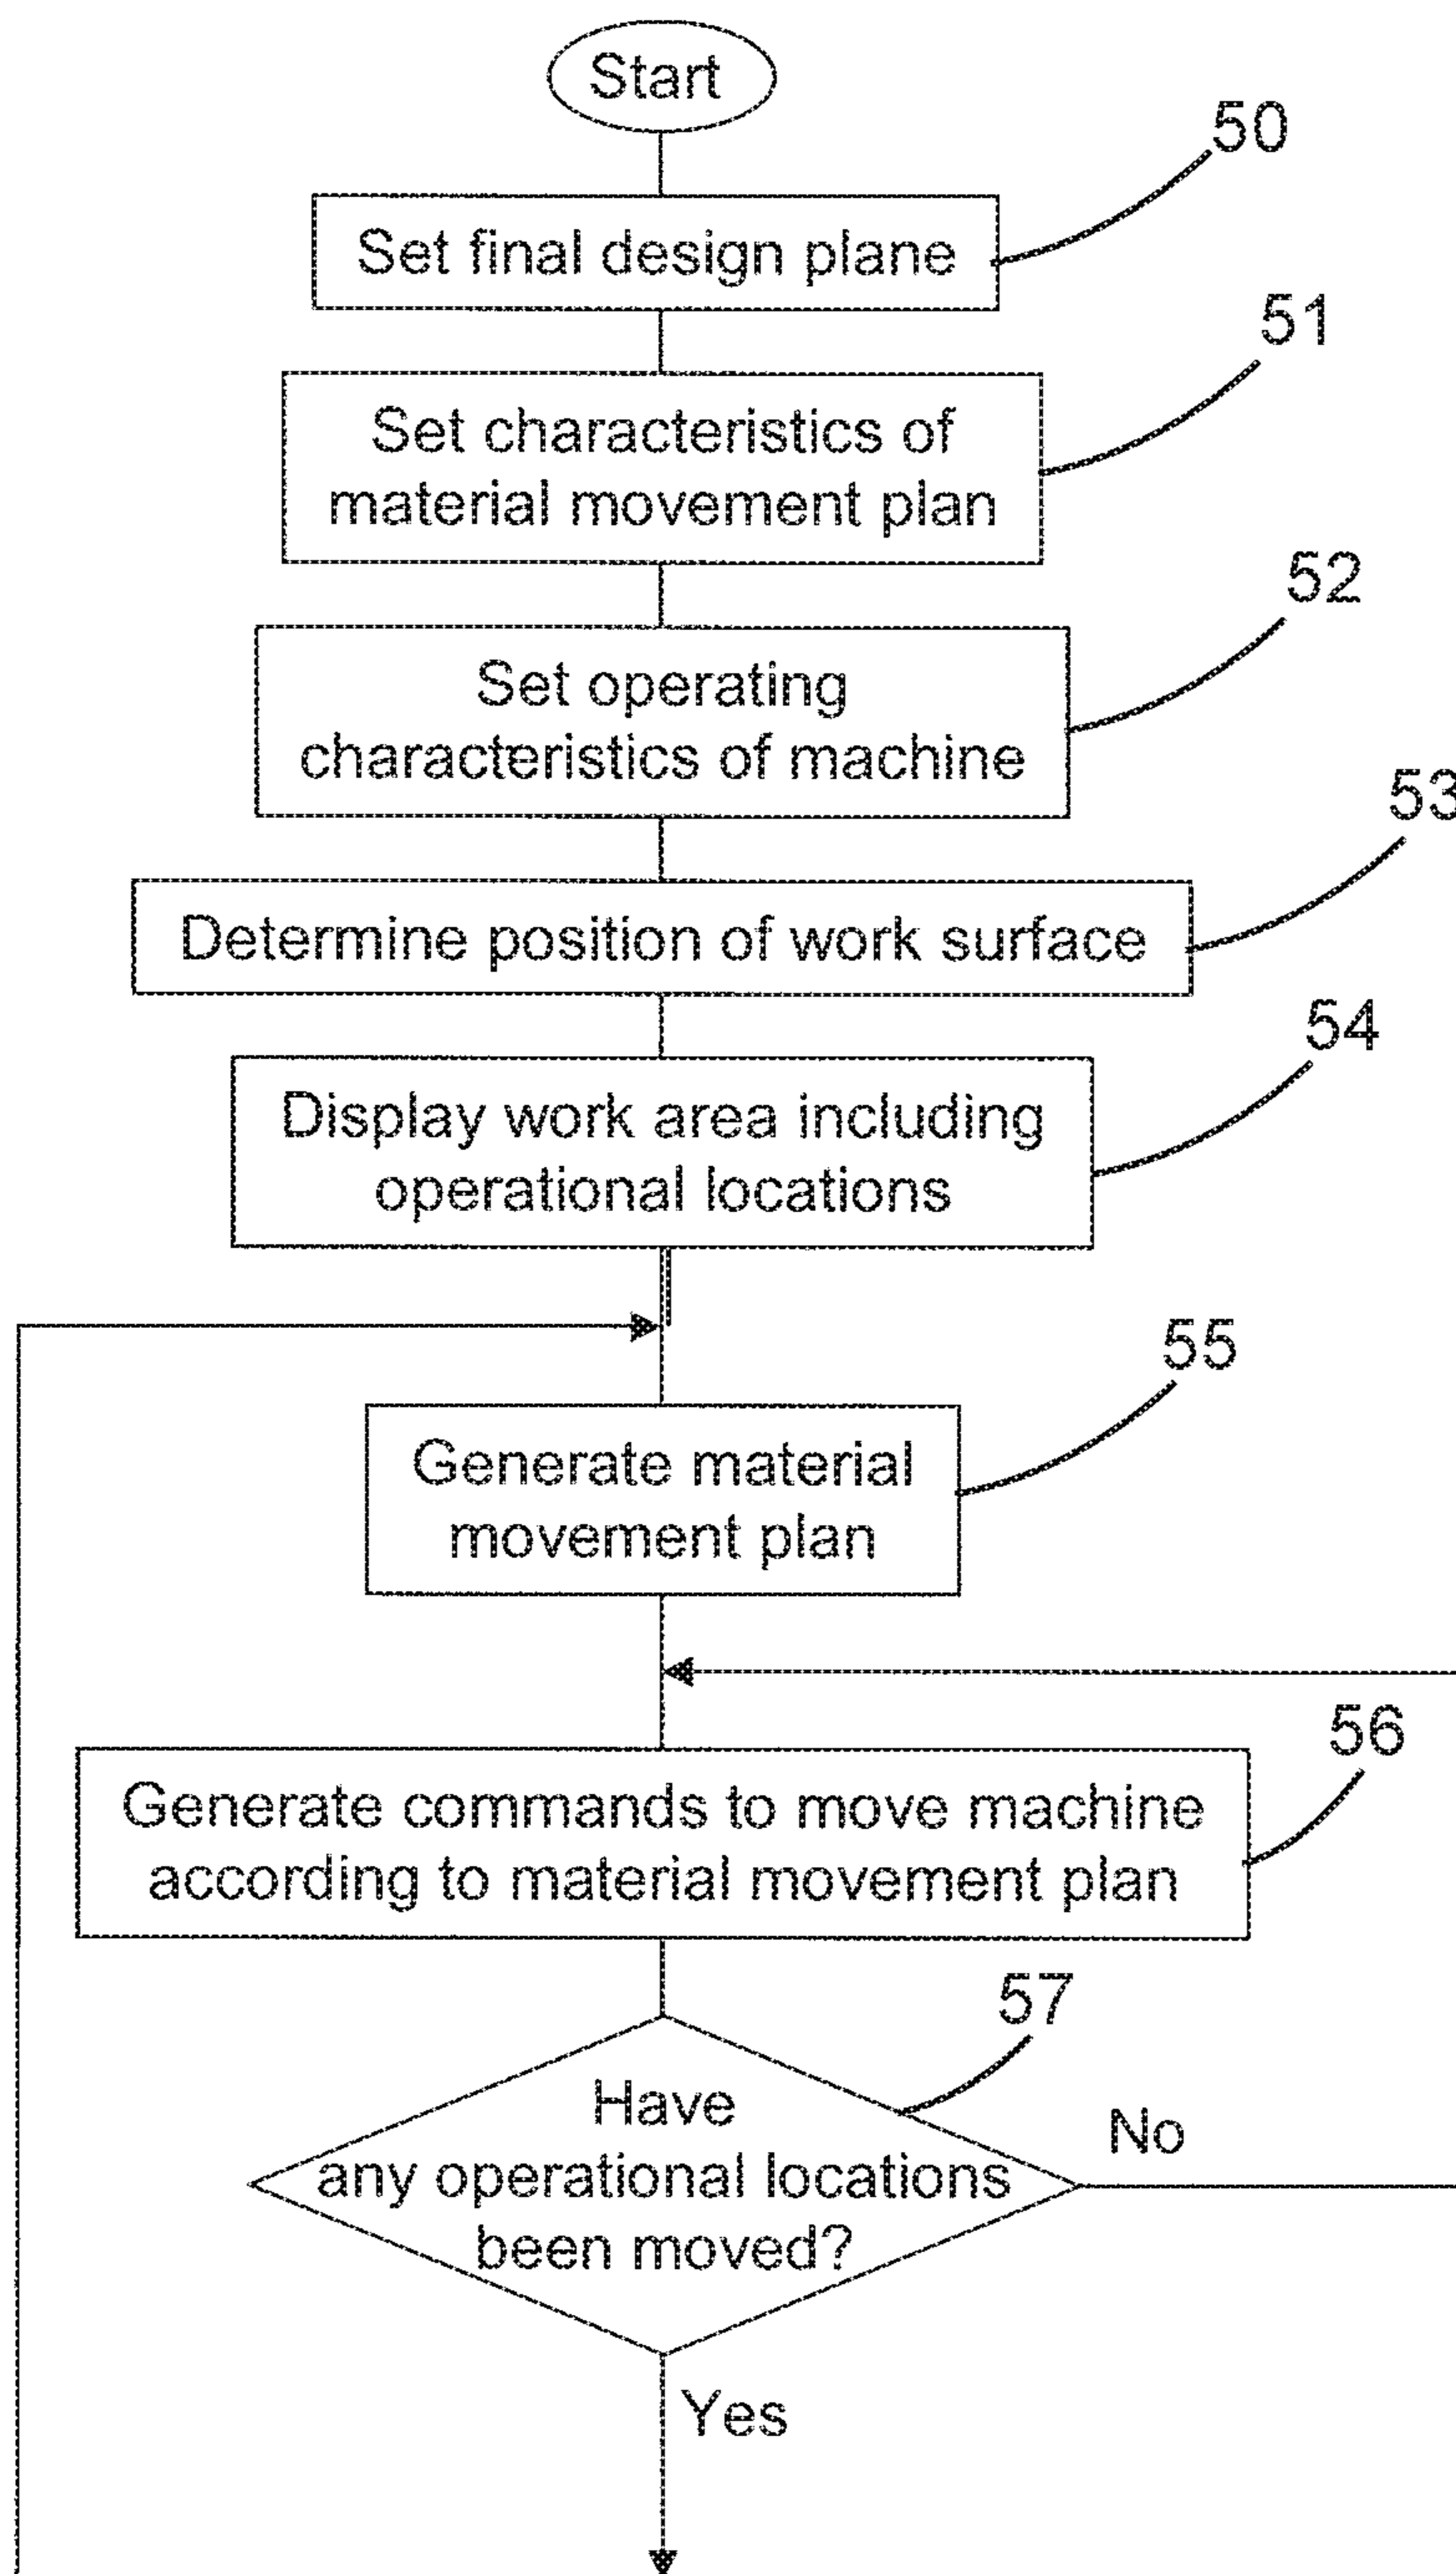 Start
50
Set final design plane
51
Set characteristics of
material movement plan
52
Set operating
characteristics of machine
53
Determine position of work surface
54
Display work area including
operational locations
55
Generate material
movement plan
56
Generate commands to move machine
according to material movement plan
57
Have
any operational locations
been moved?
No
Yes